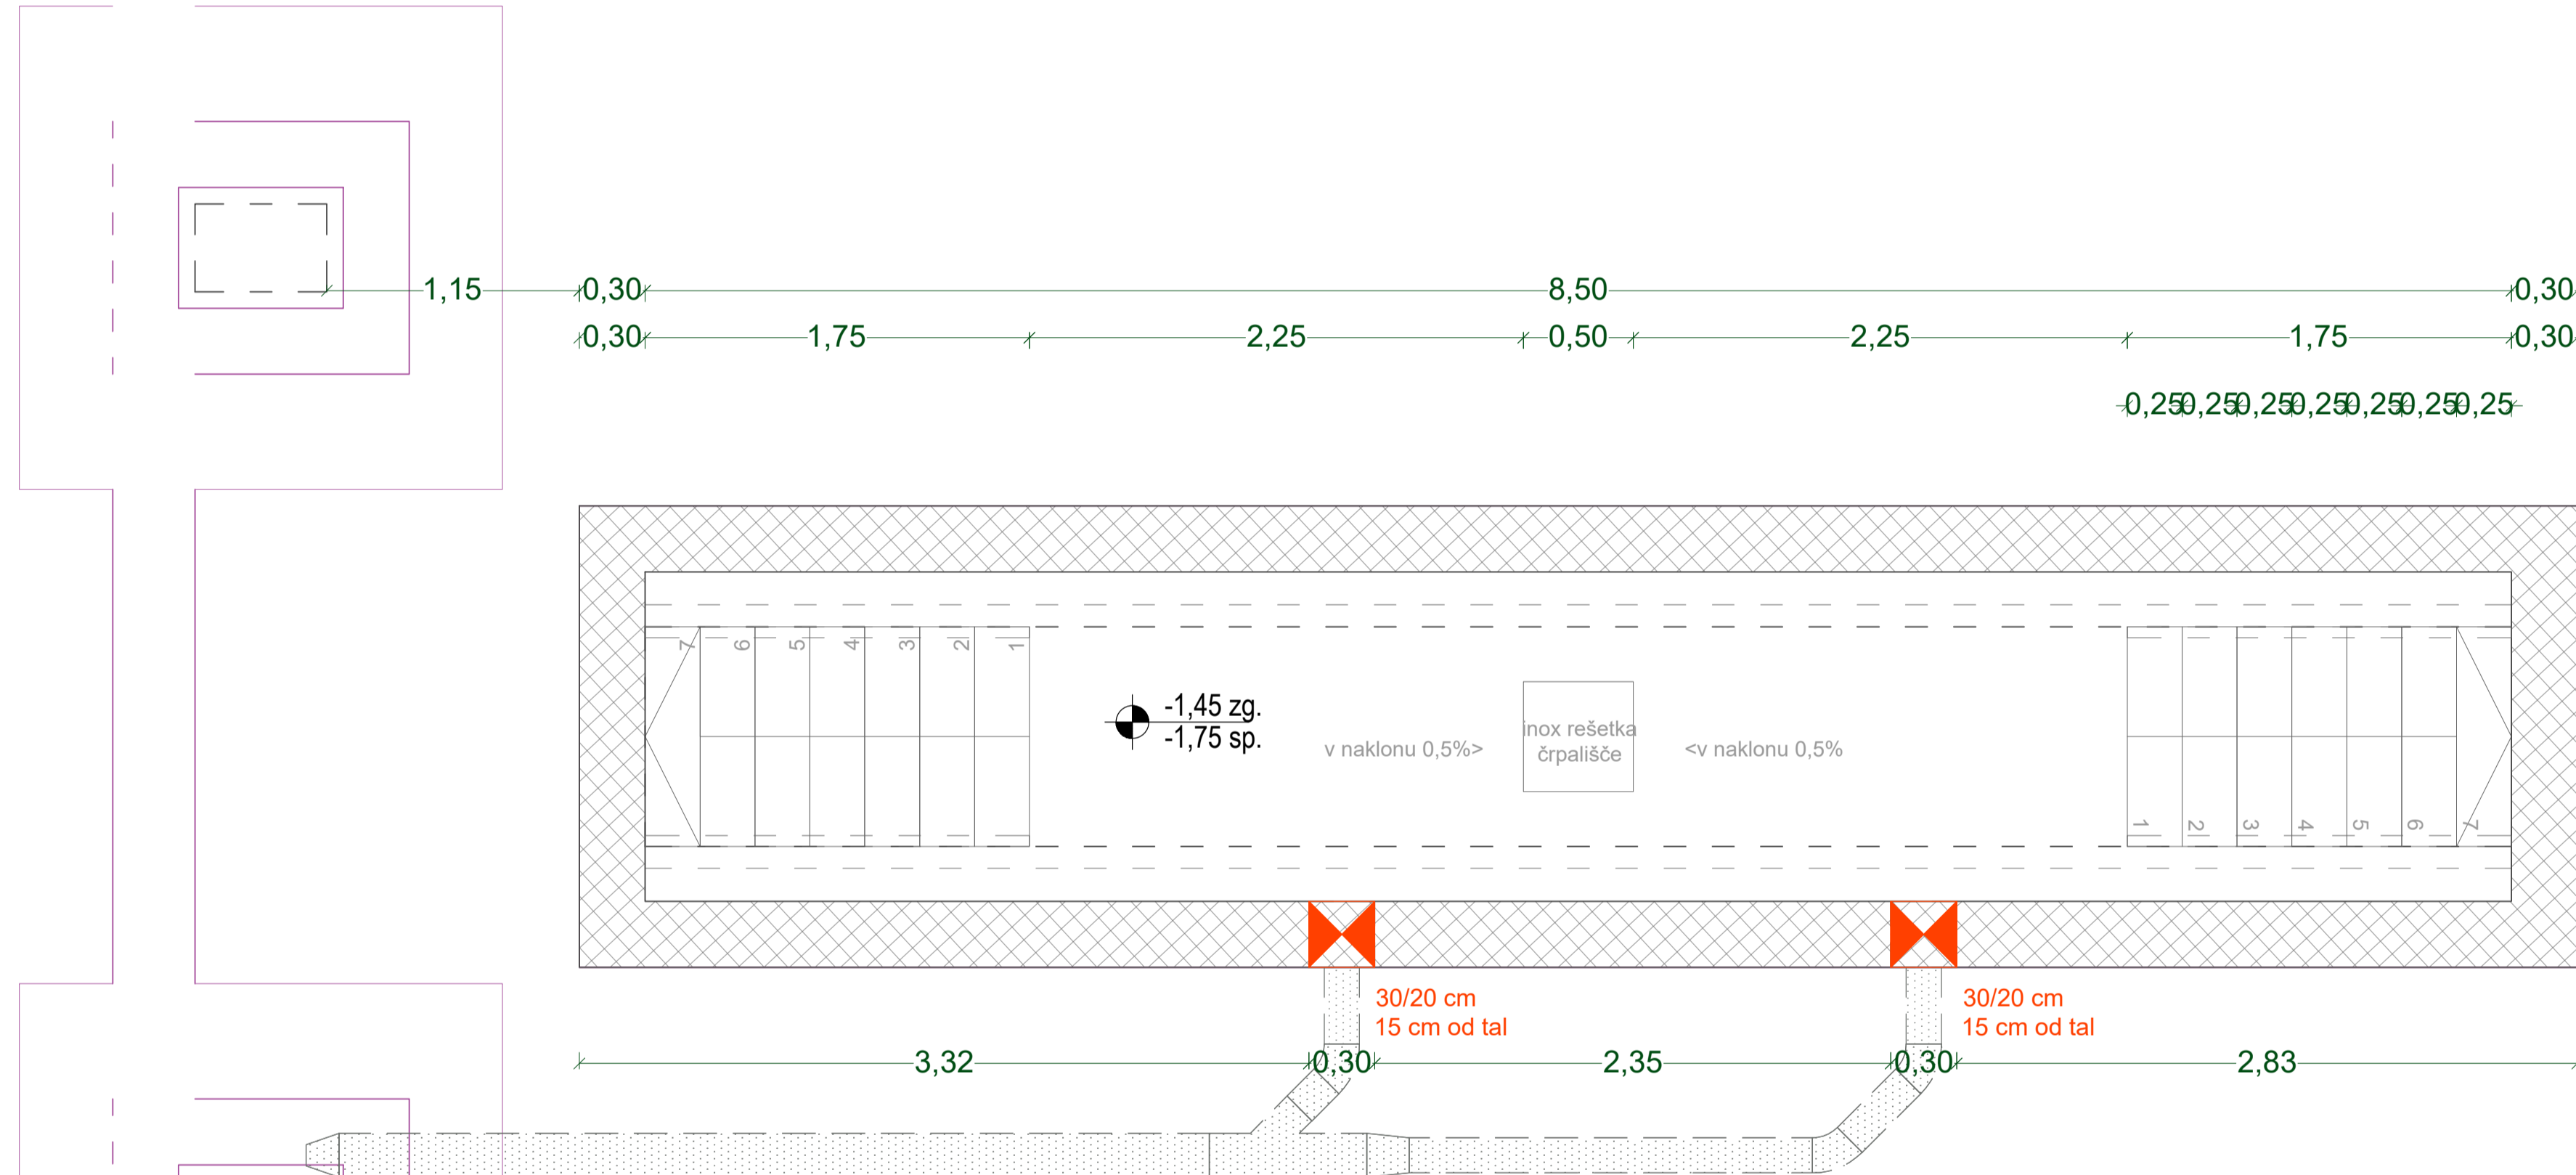 1,15 0,30 8,50 0,30
0,30 1,75 2,25 0,50 2,25 1,75 0,30
0,25 0,25 0,25 0,25 0,25 0,25 0,25
7 6 5 4 3 2 1
-1,45 zg.
-1,75 sp.
v naklonu 0,5%>
inox rešetka
črpališče
<v naklonu 0,5%
1 2 3 4 5 6 7
30/20 cm
15 cm od tal
30/20 cm
15 cm od tal
3,32 0,30 2,35 0,30 2,83